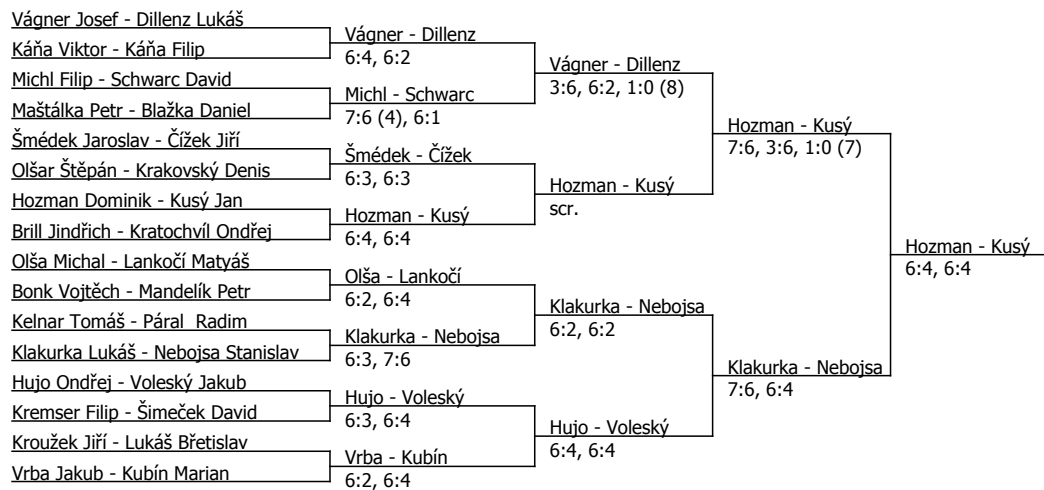 Vágner Josef - Dillenz Lukáš
Káňa Viktor - Káňa Filip
Michl Filip - Schwarc David
Maštálka Petr - Blažka Daniel
Šmédek Jaroslav - Čížek Jiří
Olšar Štěpán - Krakovský Denis
Hozman Dominik - Kusý Jan
Brill Jindřich - Kratochvíl Ondřej
Olša Michal - Lankočí Matyáš
Bonk Vojtěch - Mandelík Petr
Kelnar Tomáš - Páral  Radim
Klakurka Lukáš - Nebojsa Stanislav
Hujo Ondřej - Voleský Jakub
Kremser Filip - Šimeček David
Kroužek Jiří - Lukáš Břetislav
Vrba Jakub - Kubín Marian
Vágner - Dillenz
6:4, 6:2
Michl - Schwarc
7:6 (4), 6:1
Šmédek - Čížek
6:3, 6:3
Hozman - Kusý
6:4, 6:4
Olša - Lankočí
6:2, 6:4
Klakurka - Nebojsa
6:3, 7:6
Hujo - Voleský
6:3, 6:4
Vrba - Kubín
6:2, 6:4
Vágner - Dillenz
3:6, 6:2, 1:0 (8)
Hozman - Kusý
scr.
Klakurka - Nebojsa
6:2, 6:2
Hujo - Voleský
6:4, 6:4
Hozman - Kusý
7:6, 3:6, 1:0 (7)
Klakurka - Nebojsa
7:6, 6:4
Hozman - Kusý
6:4, 6:4